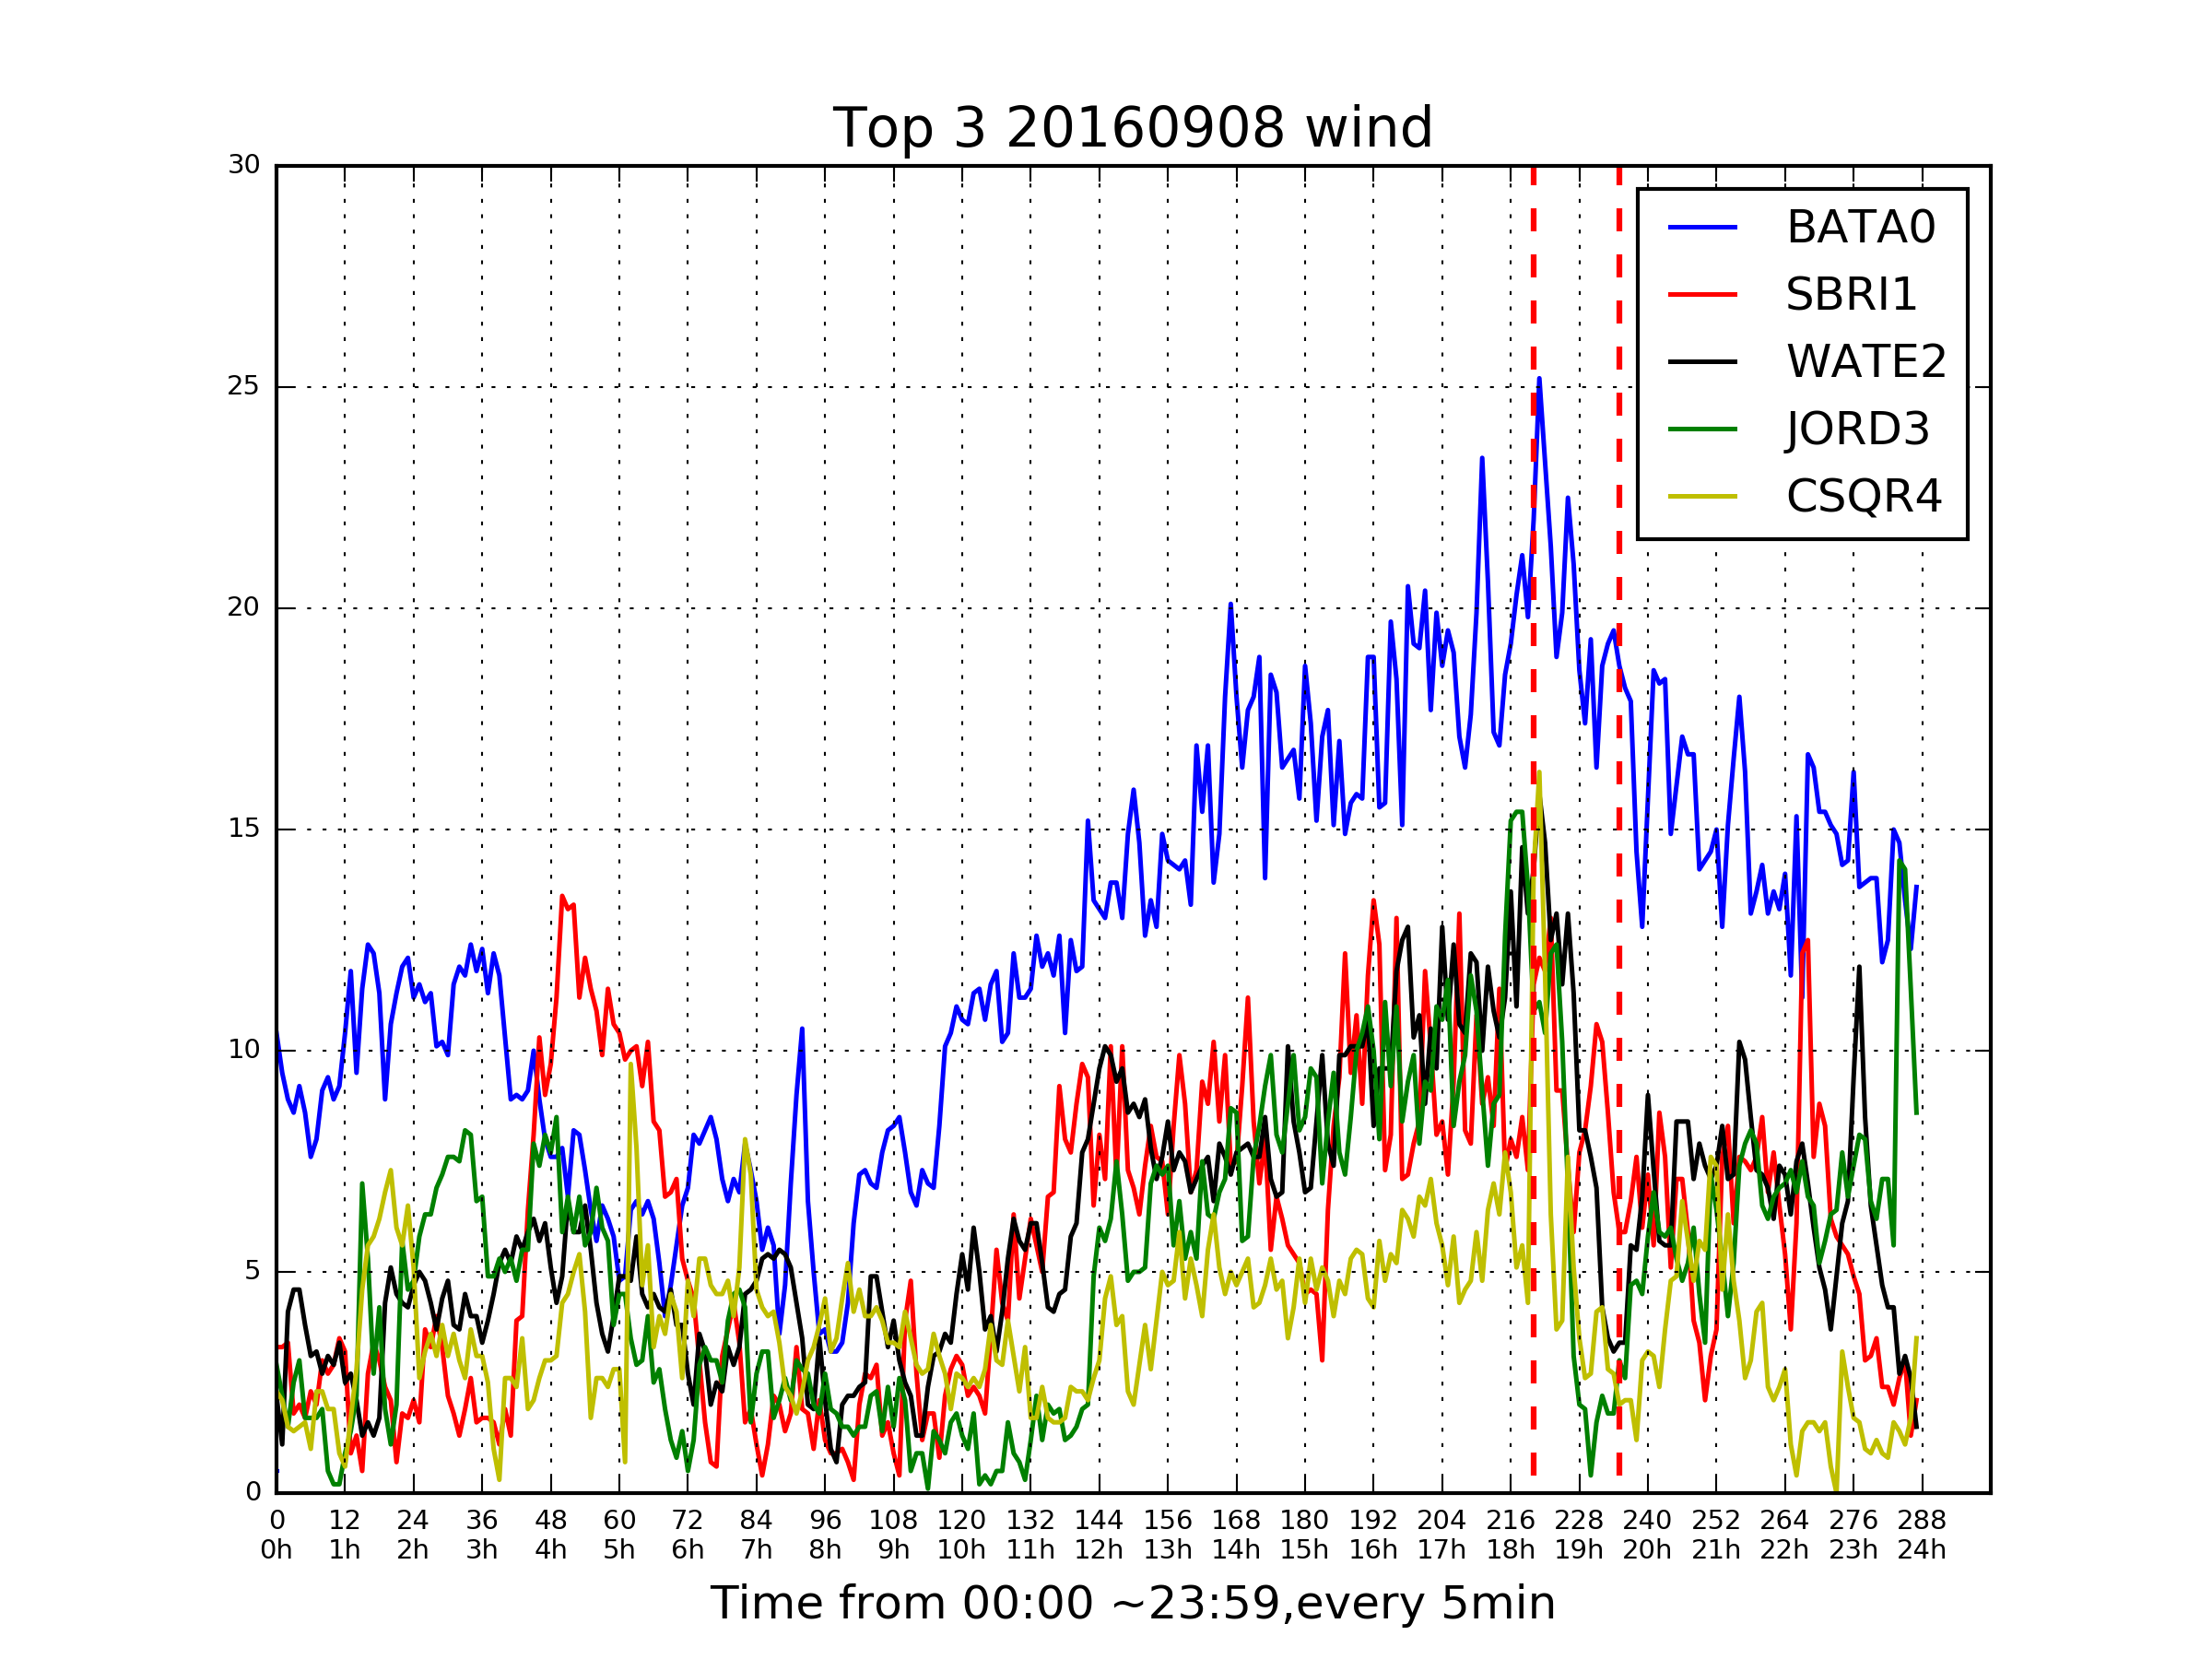 Top 3 20160908 wind
30
25
20
15
10
5
0
BATA0
SBRI1
WATE2
JORD3
CSQR4
0 12 24 36 48 60 72 84 96 108 120 132 144 156 168 180 192 204 216 228 240 252 264 276 288
0h 1h 2h 3h 4h 5h 6h 7h 8h 9h 10h 11h 12h 13h 14h 15h 16h 17h 18h 19h 20h 21h 22h 23h 24h
Time from 00:00 ~23:59,every 5min